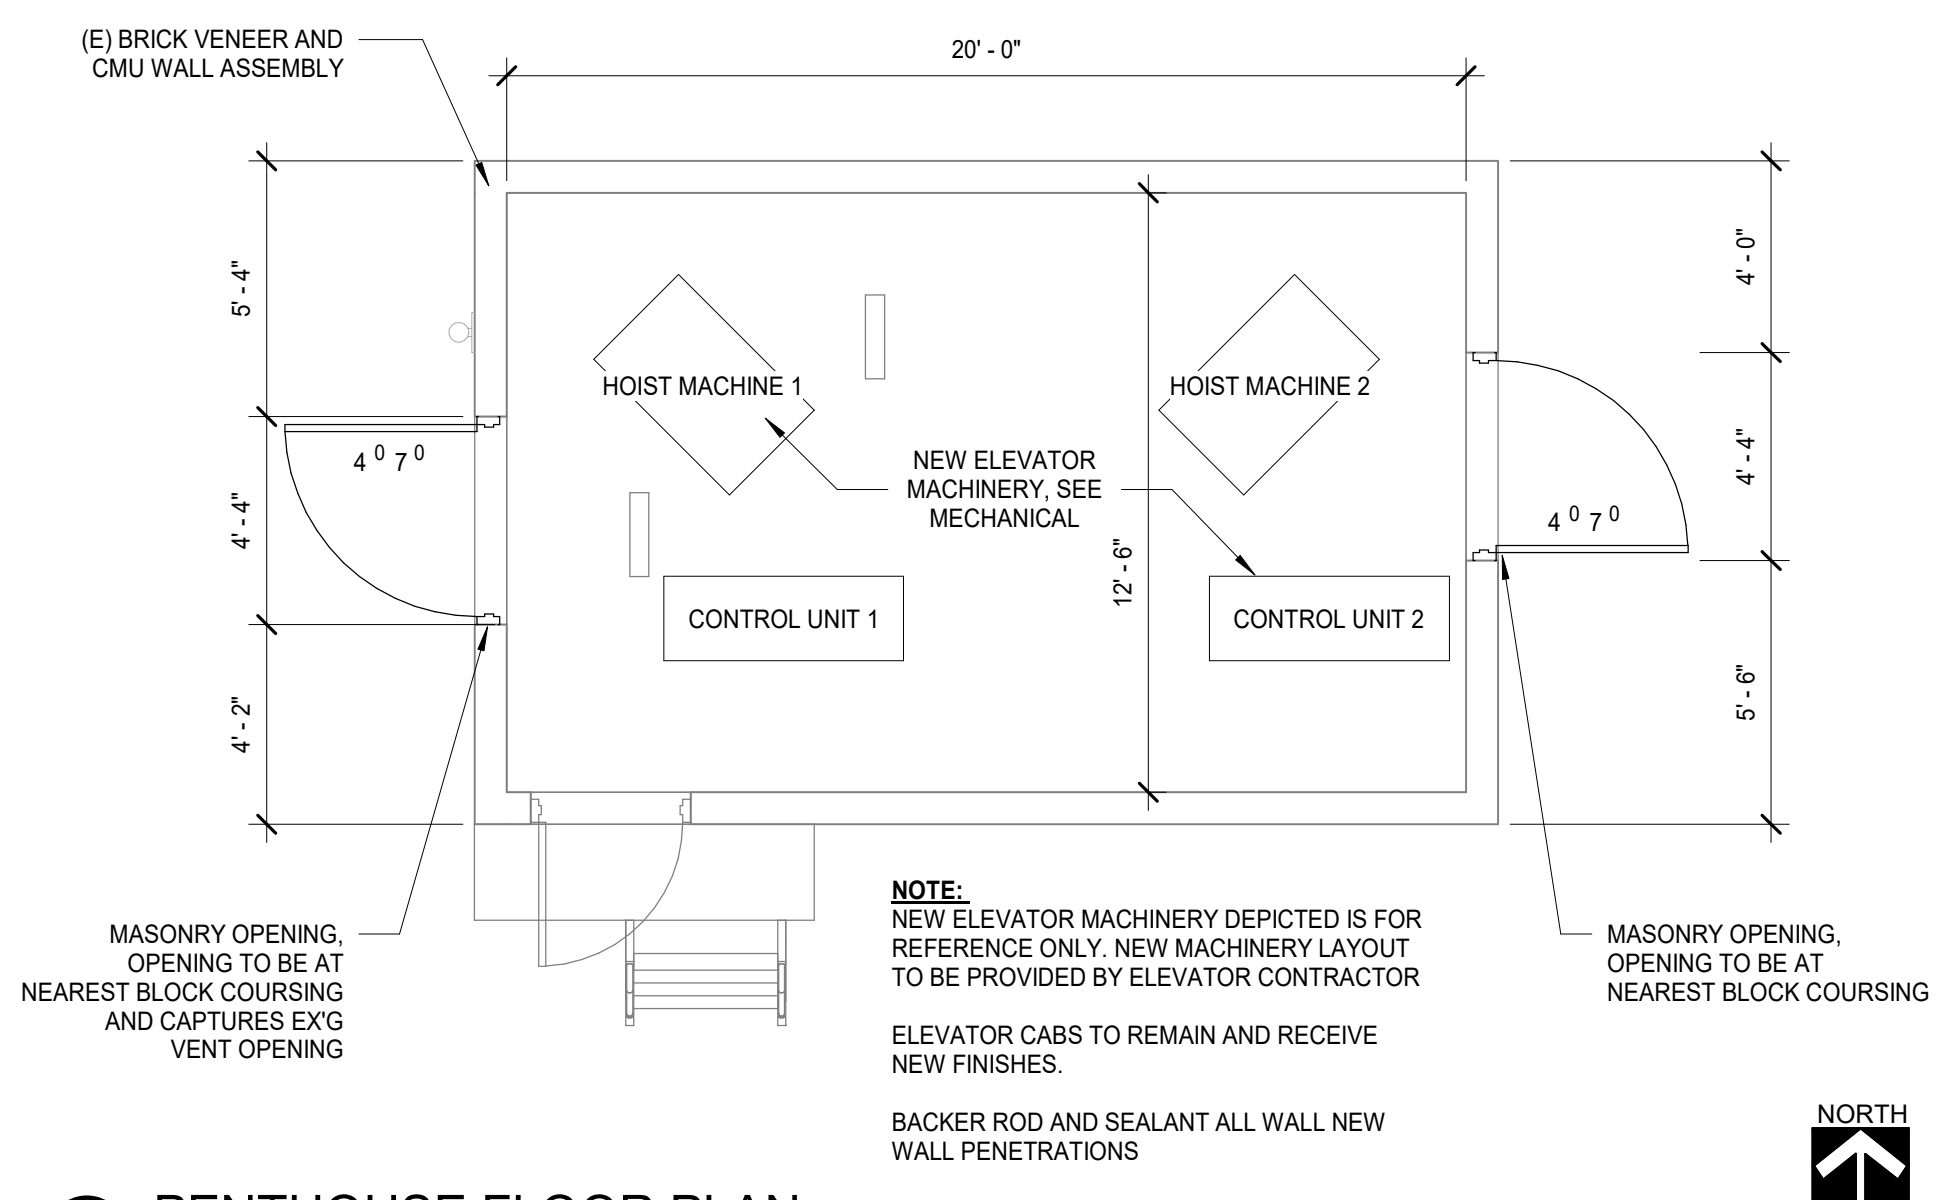 (E) BRICK VENEER AND
CMU WALL ASSEMBLY
20' - 0"
5' - 4"
4' - 4"
4' - 2"
4' - 0"
4' - 4"
5' - 6"
12' - 6"
HOIST MACHINE 1
HOIST MACHINE 2
4 0 7 0
4 0 7 0
NEW ELEVATOR
MACHINERY, SEE
MECHANICAL
CONTROL UNIT 1
CONTROL UNIT 2
MASONRY OPENING,
OPENING TO BE AT
NEAREST BLOCK COURSING
AND CAPTURES EX'G
VENT OPENING
NOTE:
NEW ELEVATOR MACHINERY DEPICTED IS FOR
REFERENCE ONLY. NEW MACHINERY LAYOUT
TO BE PROVIDED BY ELEVATOR CONTRACTOR
ELEVATOR CABS TO REMAIN AND RECEIVE
NEW FINISHES.
BACKER ROD AND SEALANT ALL WALL NEW
WALL PENETRATIONS
MASONRY OPENING,
OPENING TO BE AT
NEAREST BLOCK COURSING
NORTH
PENTHOUSE FLOOR PLAN